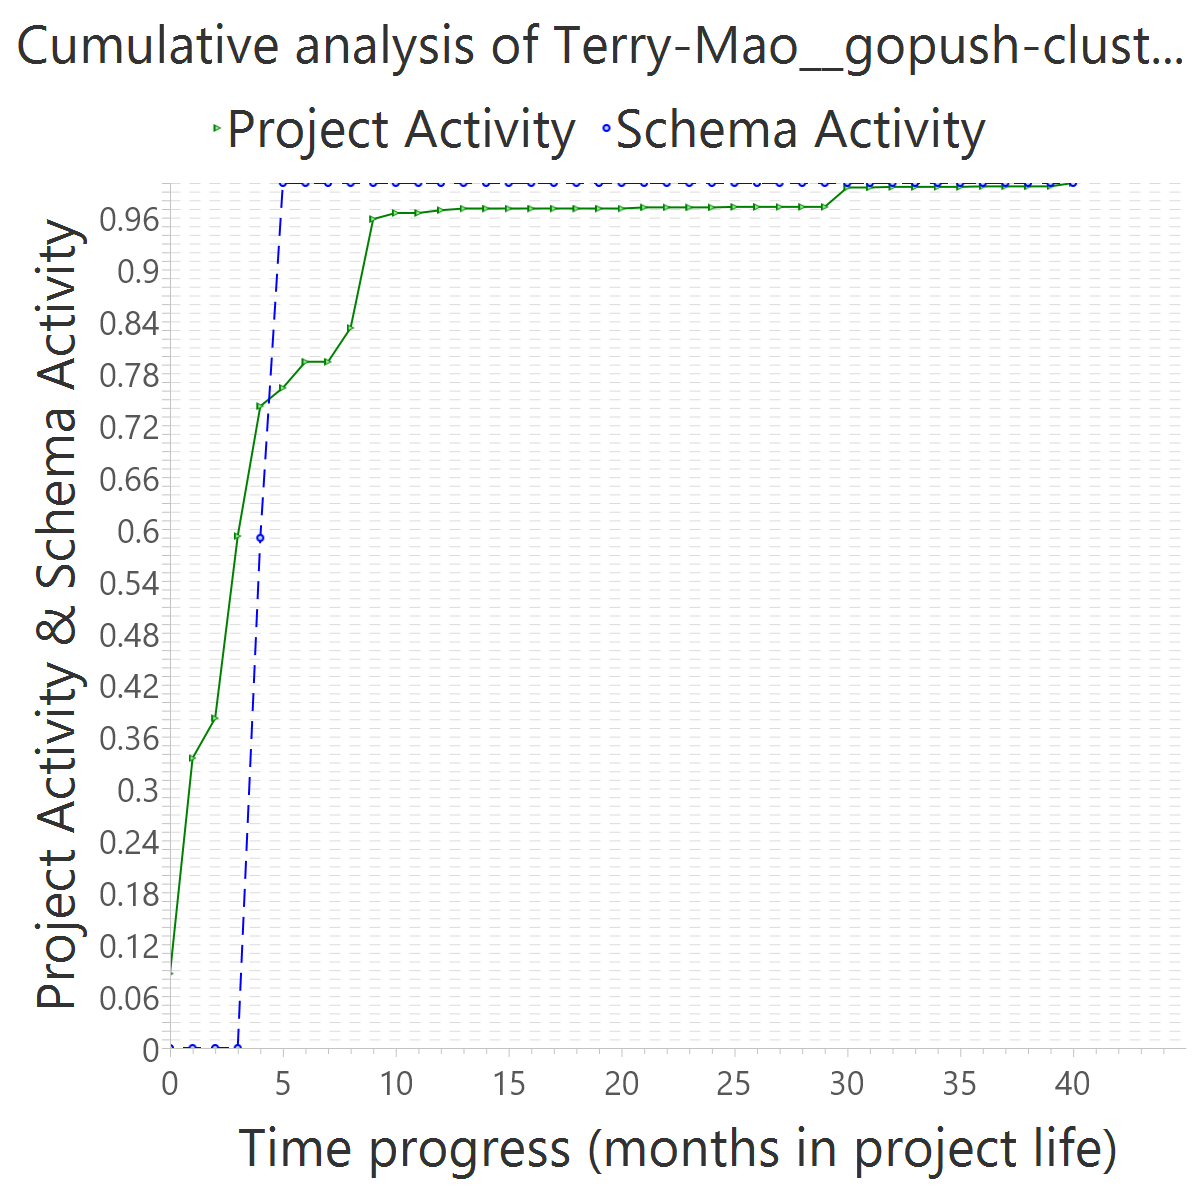 Cumulative analysis of Terry-Mao__gopush-clust...
Project Activity
Schema Activity
Project Activity & Schema Activity
0.96
0.9
0.84
0.78
0.72
0.66
0.6
0.54
0.48
0.42
0.36
0.3
0.24
0.18
0.12
0.06
0
0 5 10 15 20 25 30 35 40
Time progress (months in project life)